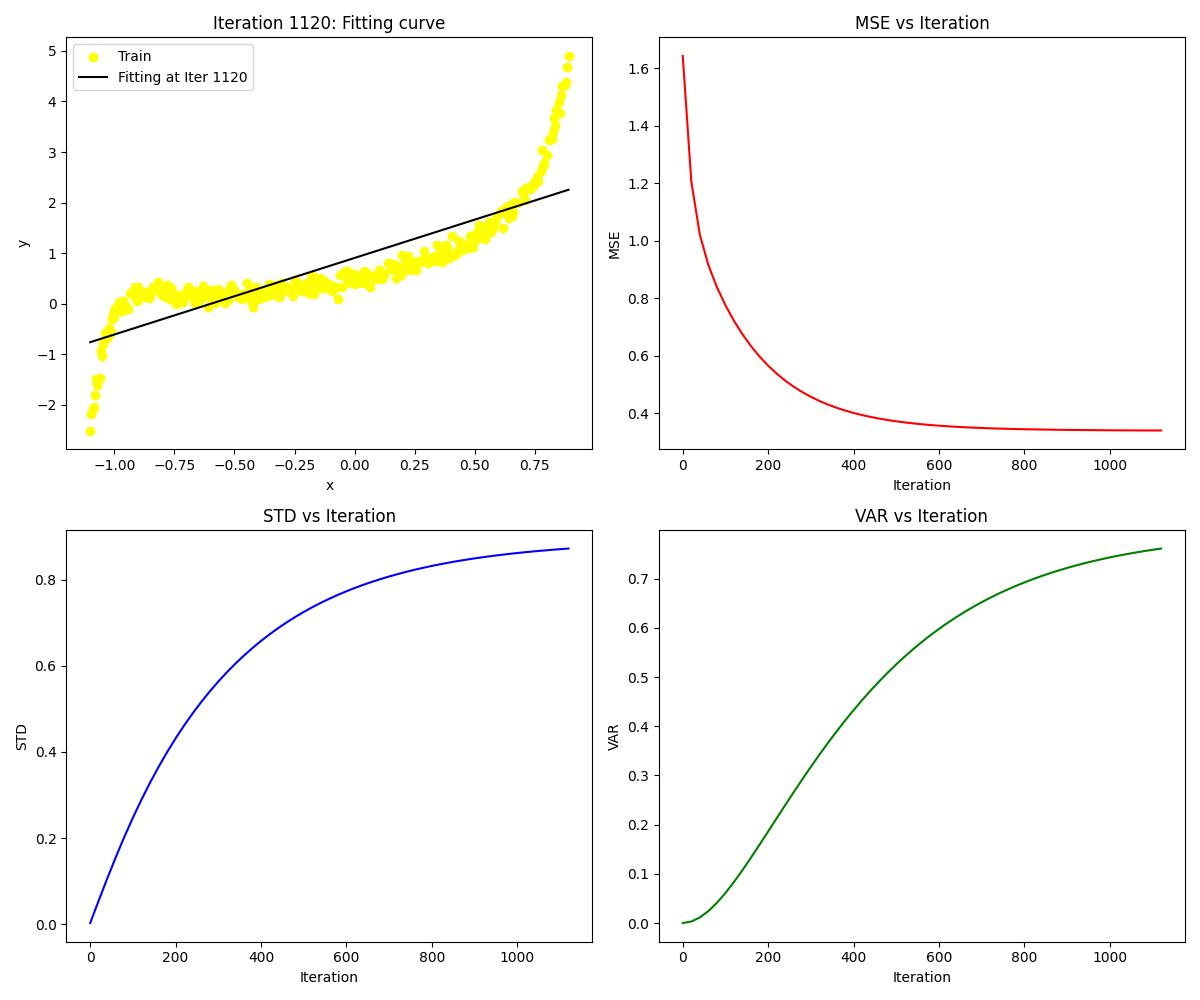 Iteration 1120: Fitting curve
Train
Fitting at Iter 1120
5
4
3
2
1
0
−1
−2
y
−1.00 −0.75 −0.50 −0.25 0.00 0.25 0.50 0.75
x
MSE vs Iteration
1.6
1.4
1.2
1.0
0.8
0.6
0.4
MSE
0 200 400 600 800 1000
Iteration
STD vs Iteration
0.8
0.6
0.4
0.2
0.0
STD
0 200 400 600 800 1000
Iteration
VAR vs Iteration
0.7
0.6
0.5
0.4
0.3
0.2
0.1
0.0
VAR
0 200 400 600 800 1000
Iteration